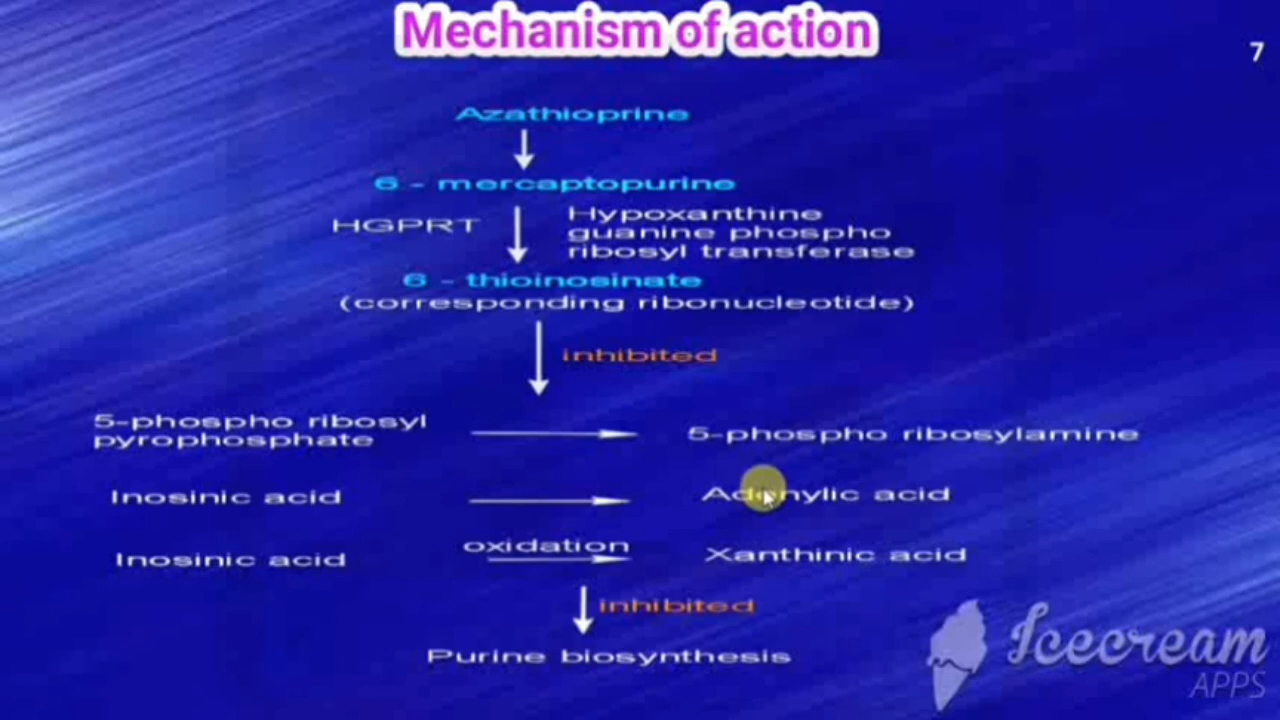 Mechanism of action
7
Azathioprine
6 - mercaptopurine
HGPRT
Hypoxanthine
guanine phospho
ribosyl transferase
6 - thioinosinate
(corresponding ribonucleotide)
inhibited
5-phospho ribosyl
pyrophosphate
5-phospho ribosylamine
Inosinic acid
Adenylic acid
Inosinic acid
oxidation
Xanthinic acid
inhibited
Purine biosynthesis
Icecream
APPS